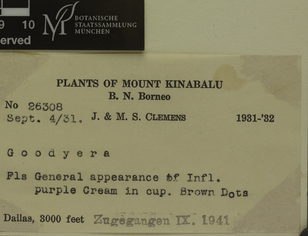 9 10
served
BOTANISCHE
STAATSSAMMLUNG
MÜNCHEN
PLANTS OF MOUNT KINABALU
B. N. Borneo
No 26308
Sept. 4/31. J. & M. S. CLEMENS 1931-'32
Goodyera
Fls General appearance of Infl.
purple Cream in cup. Brown Dots
Dallas, 3000 feet Zugegangen IX. 1941